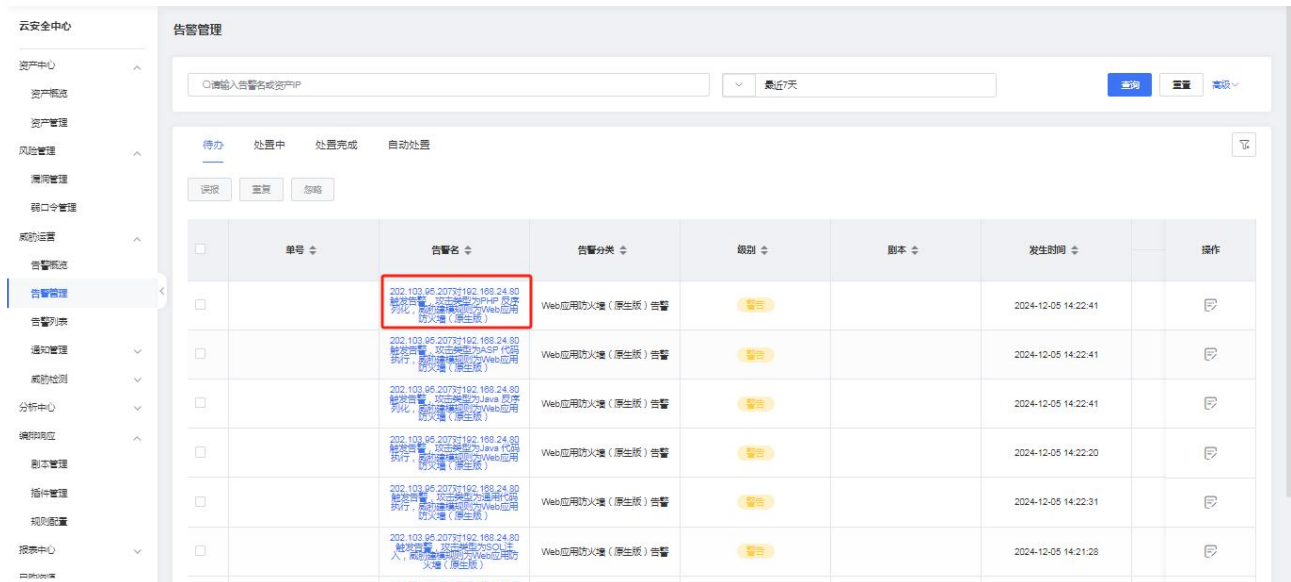 云安全中心
告警管理
资产中心
资产概览
资产管理
风险管理
漏洞管理
弱口令管理
威胁运营
告警概览
告警管理
告警列表
通知管理
威胁检测
分析中心
编排响应
剧本管理
插件管理
规则配置
报表中心
请输入告警名或资产IP
最近7天
查询
重置
高级
待办
处置中
处置完成
自动处置
误报
重复
忽略
单号
告警名
告警分类
级别
剧本
发生时间
操作
202.103.95.207对192.168.24.80
触发告警，攻击类型为PHP 反序
列化，威胁建模规则为Web应用
防火墙（原生版）
Web应用防火墙（原生版）告警
警告
2024-12-05 14:22:41
202.103.95.207对192.168.24.80
触发告警，攻击类型为ASP 代码
执行，威胁建模规则为Web应用
防火墙（原生版）
Web应用防火墙（原生版）告警
警告
2024-12-05 14:22:41
202.103.95.207对192.168.24.80
触发告警，攻击类型为Java 反序
列化，威胁建模规则为Web应用
防火墙（原生版）
Web应用防火墙（原生版）告警
警告
2024-12-05 14:22:41
202.103.95.207对192.168.24.80
触发告警，攻击类型为Java 代码
执行，威胁建模规则为Web应用
防火墙（原生版）
Web应用防火墙（原生版）告警
警告
2024-12-05 14:22:20
202.103.95.207对192.168.24.80
触发告警，攻击类型为通用代码
执行，威胁建模规则为Web应用
防火墙（原生版）
Web应用防火墙（原生版）告警
警告
2024-12-05 14:22:31
202.103.95.207对192.168.24.80
触发告警，攻击类型为SQL注
入，威胁建模规则为Web应用防
火墙（原生版）
Web应用防火墙（原生版）告警
警告
2024-12-05 14:21:28